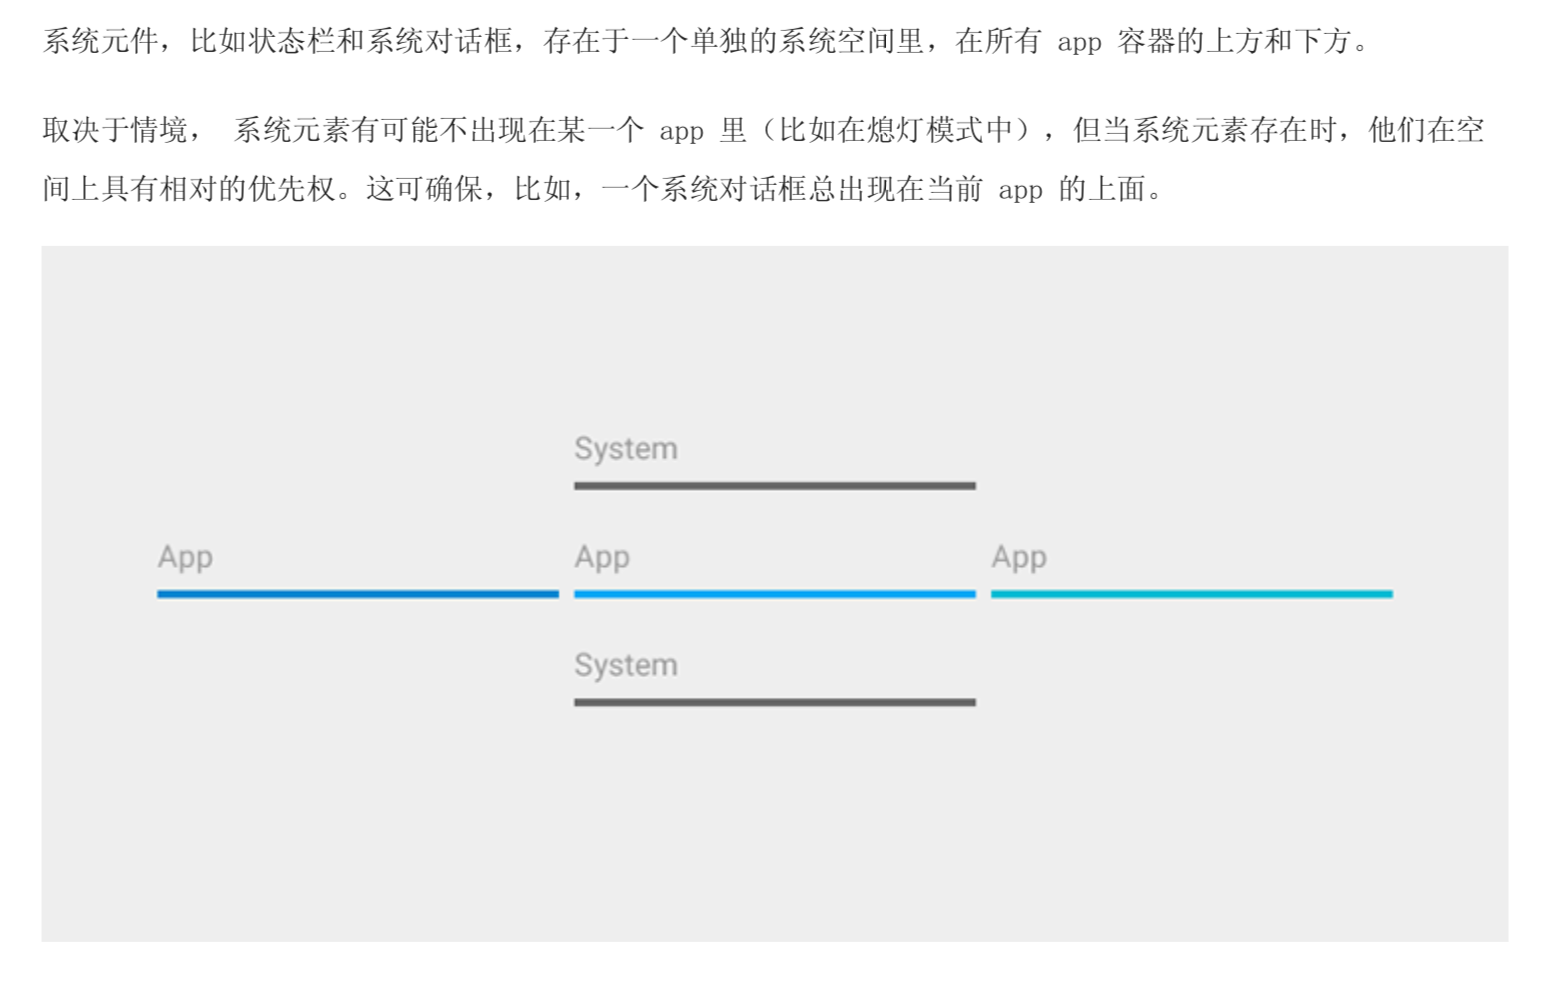 系统元件，比如状态栏和系统对话框，存在于一个单独的系统空间里，在所有 app 容器的上方和下方。
取决于情境， 系统元素有可能不出现在某一个 app 里（比如在熄灯模式中），但当系统元素存在时，他们在空
间上具有相对的优先权。这可确保，比如，一个系统对话框总出现在当前 app 的上面。
System
App App App
System